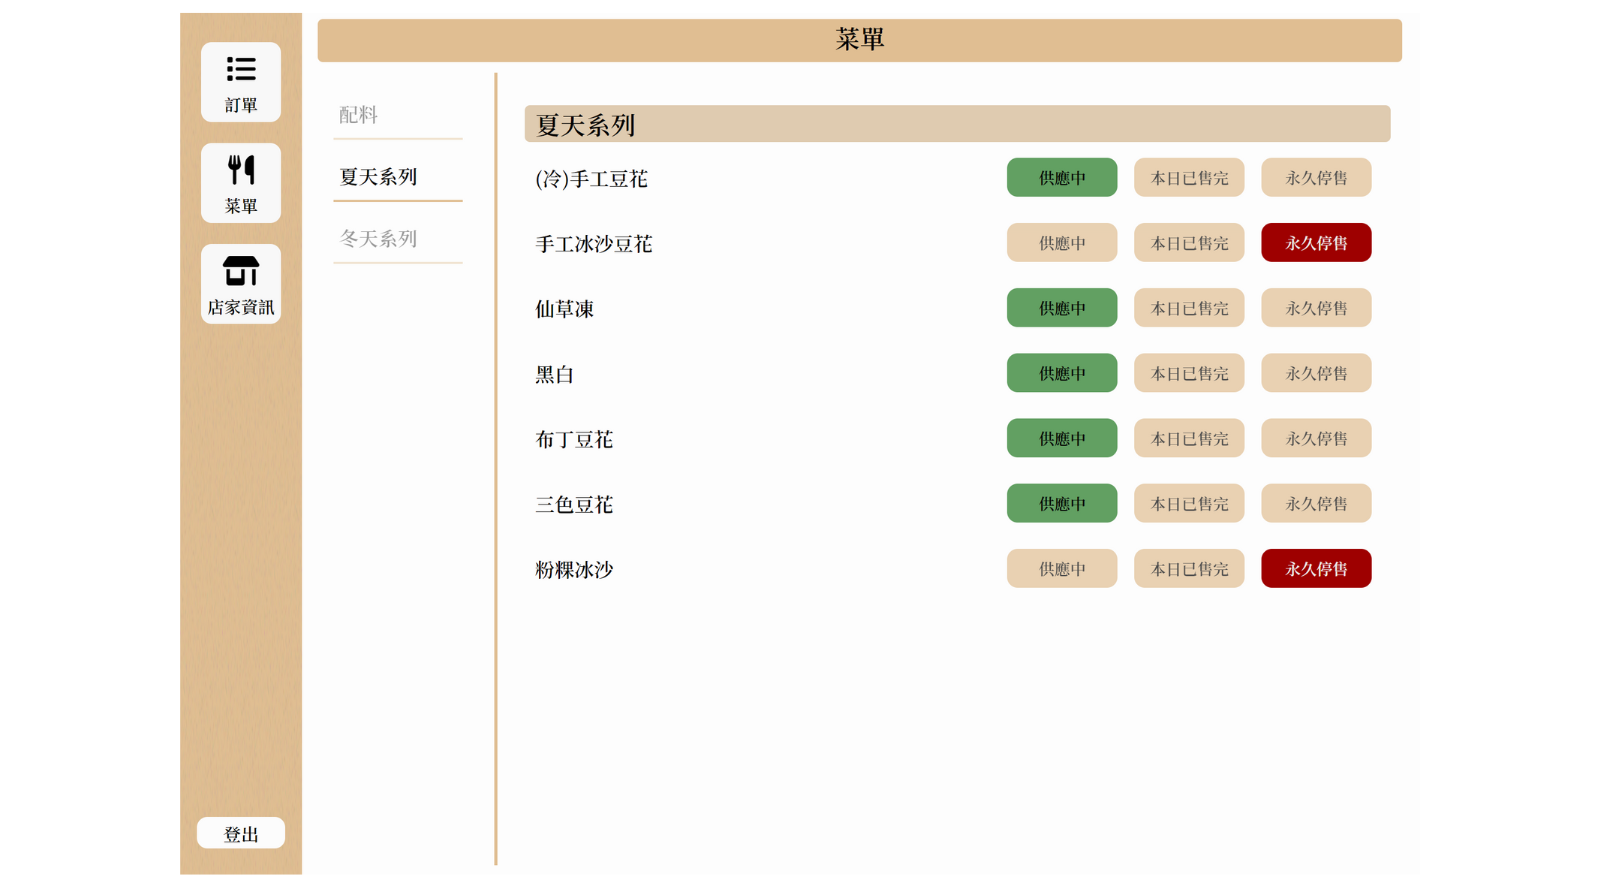 菜單
訂單
菜單
店家資訊
登出
配料
夏天系列
冬天系列
夏天系列
(冷)手工豆花 供應中 本日已售完 永久停售
手工冰沙豆花 供應中 本日已售完 永久停售
仙草凍 供應中 本日已售完 永久停售
黑白 供應中 本日已售完 永久停售
布丁豆花 供應中 本日已售完 永久停售
三色豆花 供應中 本日已售完 永久停售
粉粿冰沙 供應中 本日已售完 永久停售